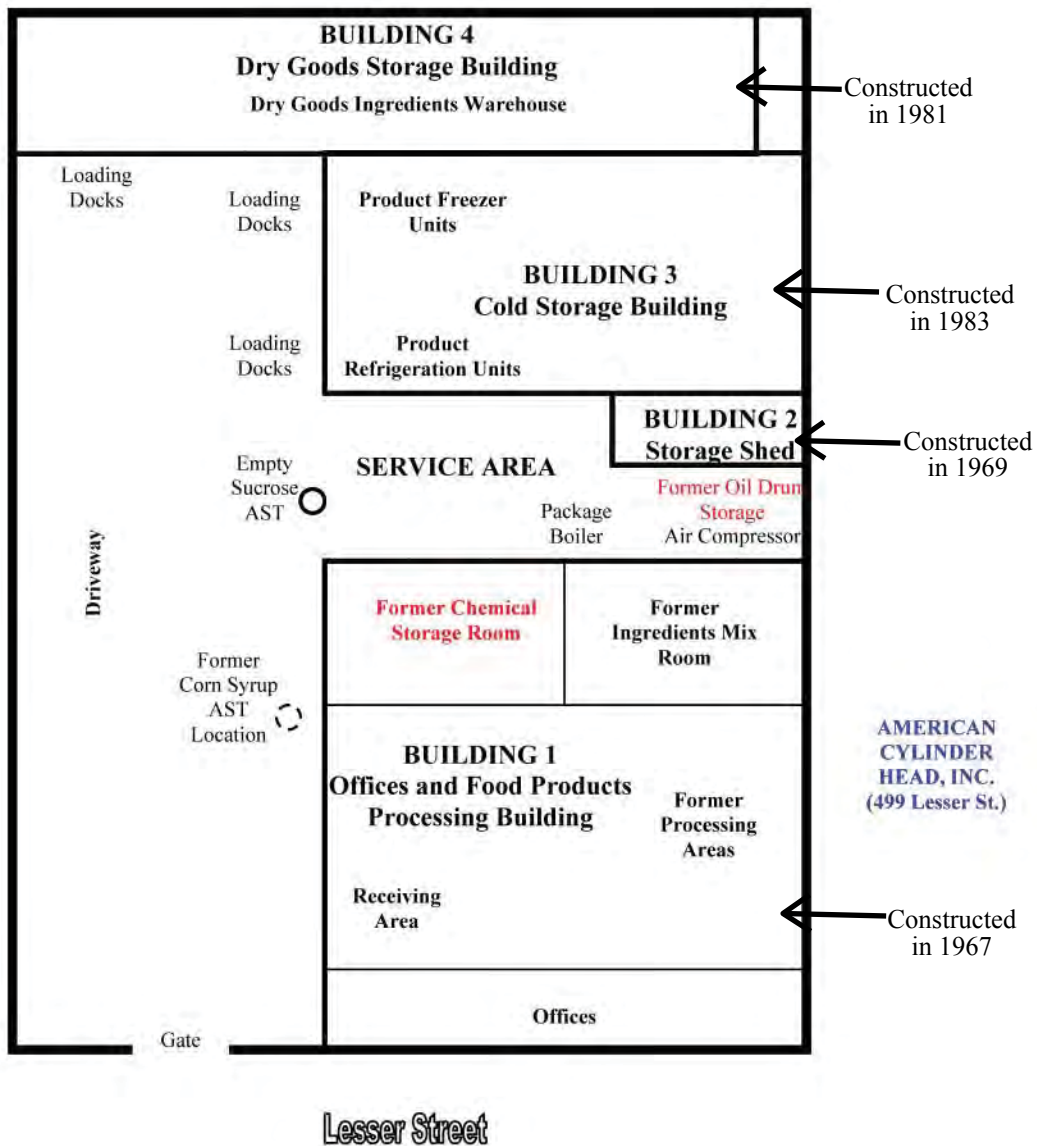 BUILDING 4
Dry Goods Storage Building
Dry Goods Ingredients Warehouse
Constructed
in 1981
Loading
Docks
Loading
Docks
Product Freezer
Units
BUILDING 3
Cold Storage Building
Constructed
in 1983
Loading
Docks
Product
Refrigeration Units
BUILDING 2
Storage Shed
Constructed
in 1969
Empty
Sucrose
AST
SERVICE AREA
Former Oil Drum
Storage
Air Compressor
Package
Boiler
Driveway
Former Chemical
Storage Room
Former
Ingredients Mix
Room
Former
Corn Syrup
AST
Location
BUILDING 1
Offices and Food Products
Processing Building
Former
Processing
Areas
AMERICAN
CYLINDER
HEAD, INC.
(499 Lesser St.)
Receiving
Area
Constructed
in 1967
Offices
Gate
Lesser Street